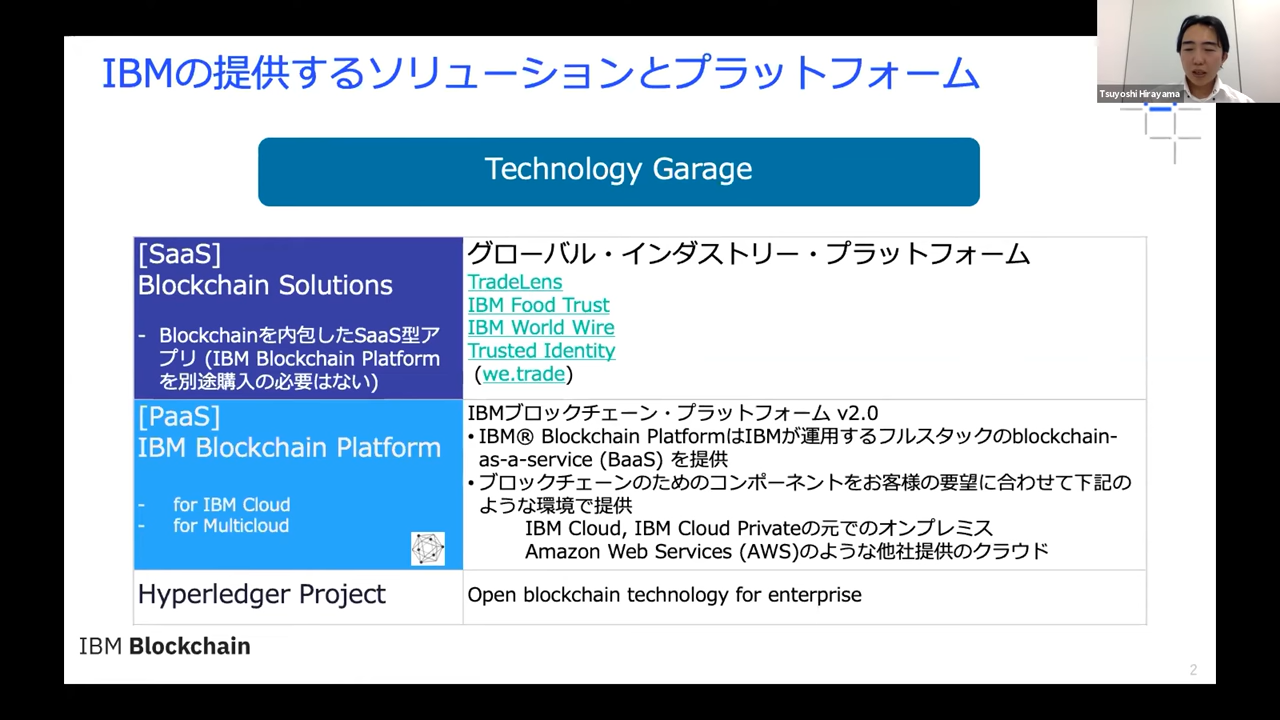 IBMの提供するソリューションとプラットフォーム
Tsuyoshi Hirayama
Technology Garage
[SaaS]
Blockchain Solutions
- Blockchainを内包したSaaS型ア
プリ (IBM Blockchain Platform
を別途購入の必要はない)
グローバル・インダストリー・プラットフォーム
TradeLens
IBM Food Trust
IBM World Wire
Trusted Identity
(we.trade)
[PaaS]
IBM Blockchain Platform
- for IBM Cloud
- for Multicloud
IBMブロックチェーン・プラットフォーム v2.0
• IBM® Blockchain PlatformはIBMが運用するフルスタックのblockchain-
as-a-service (BaaS) を提供
• ブロックチェーンのためのコンポーネントをお客様の要望に合わせて下記の
ような環境で提供
IBM Cloud, IBM Cloud Privateの元でのオンプレミス
Amazon Web Services (AWS)のような他社提供のクラウド
Hyperledger Project
Open blockchain technology for enterprise
IBM Blockchain
2